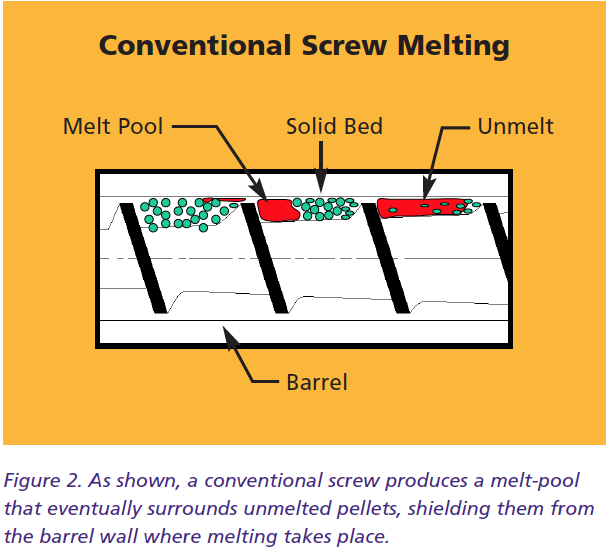 Conventional Screw Melting
Melt Pool
Solid Bed
Unmelt
Barrel
Figure 2. As shown, a conventional screw produces a melt-pool
that eventually surrounds unmelted pellets, shielding them from
the barrel wall where melting takes place.